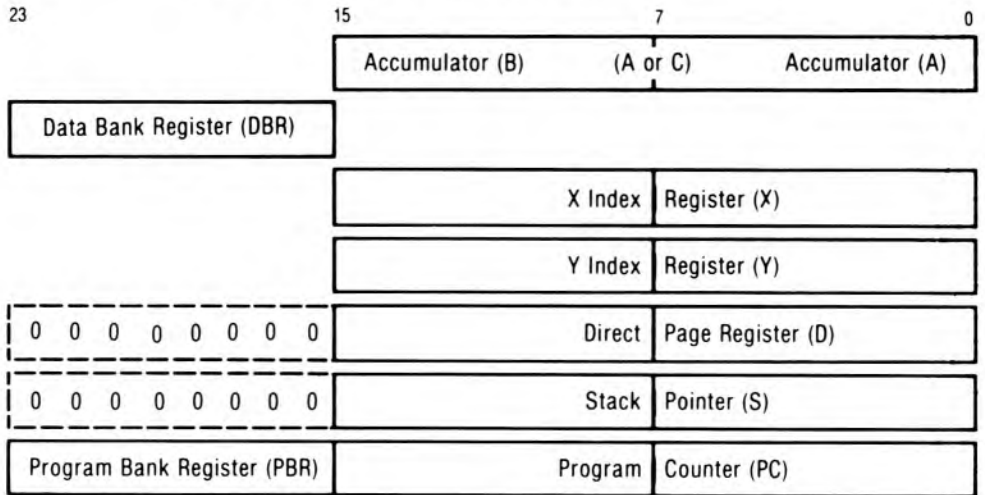 23 15 7 0
Accumulator (B) (A or C) Accumulator (A)
Data Bank Register (DBR)
X Index Register (X)
Y Index Register (Y)
0 0 0 0 0 0 0 0 Direct Page Register (D)
0 0 0 0 0 0 0 0 Stack Pointer (S)
Program Bank Register (PBR) Program Counter (PC)